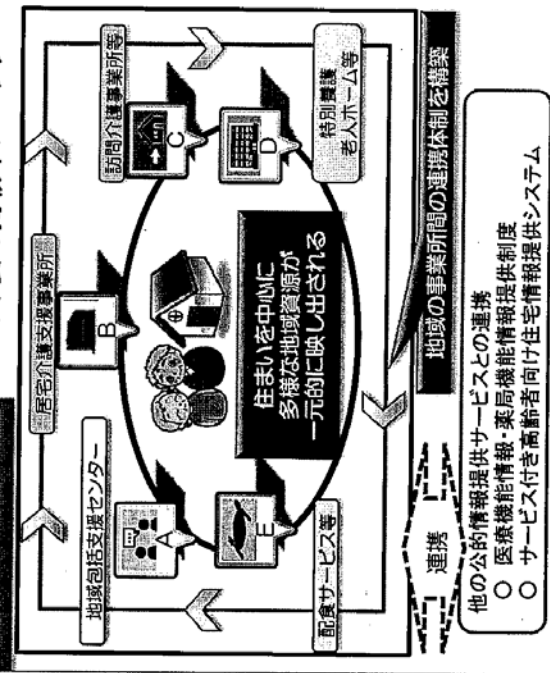 居宅介護支援事業所
地域包括支援センター
訪問介護事業所等
B
A
C
住まいを中心に
多様な地域資源が
一元的に映し出される
E
D
配食サービス等
特別養護
老人ホーム等
地域の事業所間の連携体制を構築
連携
他の公的情報提供サービスとの連携
○ 医療機能情報・薬局機能情報提供制度
○ サービス付き高齢者向け住宅情報提供システム